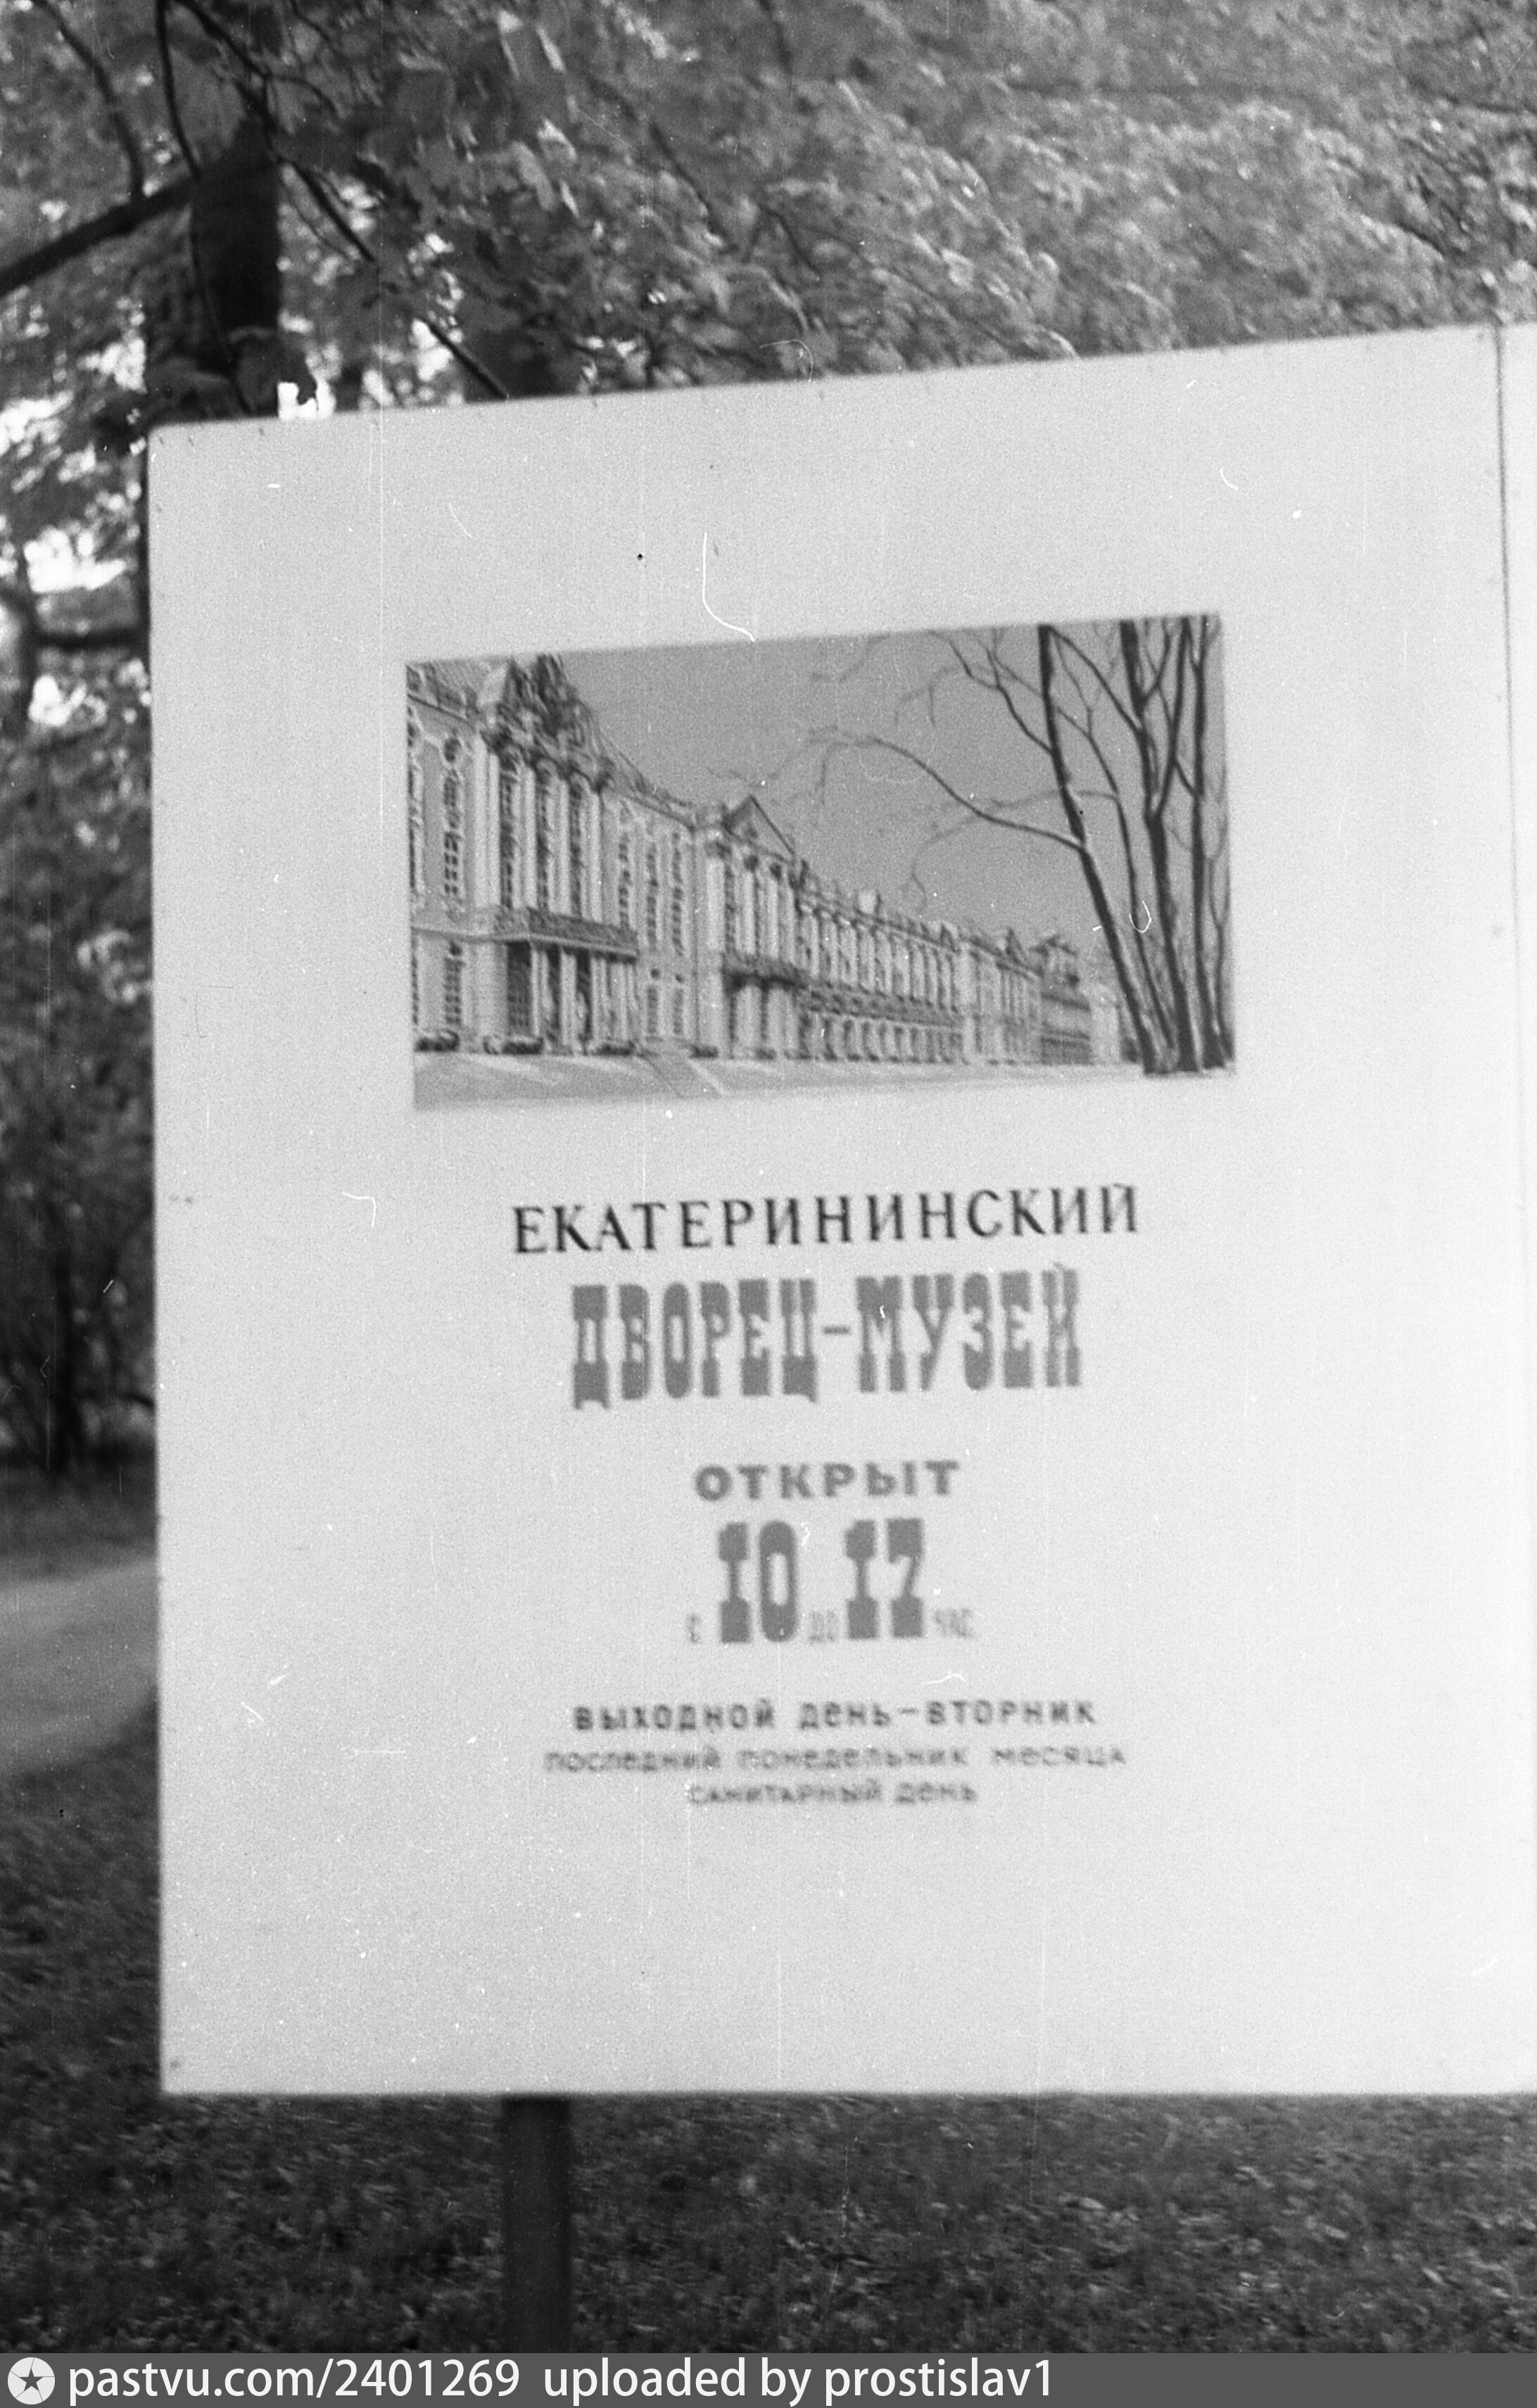 ЕКАТЕРИНИНСКИЙ
ДВОРЕЦ-МУЗЕЙ
ОТКРЫТ
С 10 ДО 17 ЧАС.
ВЫХОДНОЙ ДЕНЬ-ВТОРНИК
ПОСЛЕДНИЙ ПОНЕДЕЛЬНИК МЕСЯЦА
САНИТАРНЫЙ ДЕНЬ
pastvu.com/2401269 uploaded by prostislav1